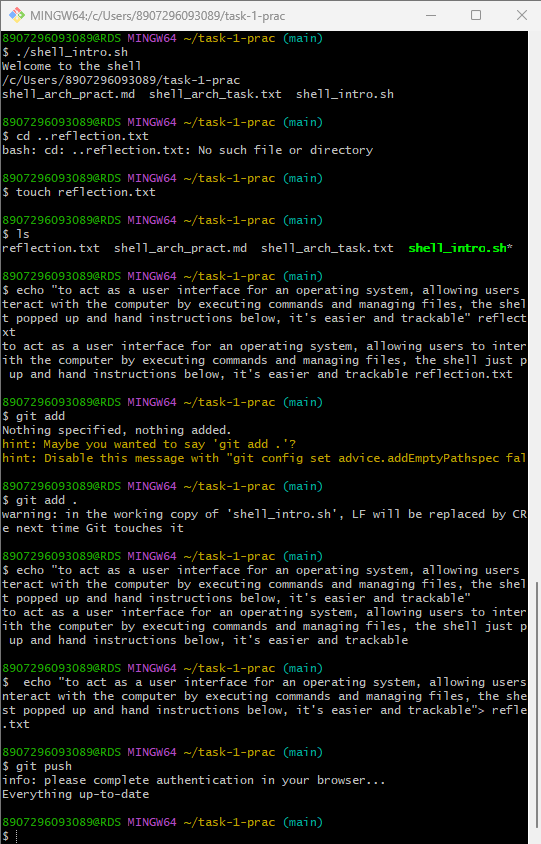 MINGW64:/c/Users/8907296093089/task-1-prac
8907296093089@RDS MINGW64 ~/task-1-prac (main)
$ ./shell_intro.sh
Welcome to the shell
/c/Users/8907296093089/task-1-prac
shell_arch_pract.md  shell_arch_task.txt  shell_intro.sh
8907296093089@RDS MINGW64 ~/task-1-prac (main)
$ cd ..reflection.txt
bash: cd: ..reflection.txt: No such file or directory
8907296093089@RDS MINGW64 ~/task-1-prac (main)
$ touch reflection.txt
8907296093089@RDS MINGW64 ~/task-1-prac (main)
$ ls
reflection.txt  shell_arch_pract.md  shell_arch_task.txt  shell_intro.sh*
8907296093089@RDS MINGW64 ~/task-1-prac (main)
$ echo "to act as a user interface for an operating system, allowing users
teract with the computer by executing commands and managing files, the shel
t popped up and hand instructions below, it's easier and trackable" reflect
xt
to act as a user interface for an operating system, allowing users to inter
ith the computer by executing commands and managing files, the shell just p
 up and hand instructions below, it's easier and trackable reflection.txt
8907296093089@RDS MINGW64 ~/task-1-prac (main)
$ git add
Nothing specified, nothing added.
hint: Maybe you wanted to say 'git add .'?
hint: Disable this message with "git config set advice.addEmptyPathspec fal
8907296093089@RDS MINGW64 ~/task-1-prac (main)
$ git add .
warning: in the working copy of 'shell_intro.sh', LF will be replaced by CR
e next time Git touches it
8907296093089@RDS MINGW64 ~/task-1-prac (main)
$ echo "to act as a user interface for an operating system, allowing users
teract with the computer by executing commands and managing files, the shel
t popped up and hand instructions below, it's easier and trackable"
to act as a user interface for an operating system, allowing users to inter
ith the computer by executing commands and managing files, the shell just p
 up and hand instructions below, it's easier and trackable
8907296093089@RDS MINGW64 ~/task-1-prac (main)
$  echo "to act as a user interface for an operating system, allowing users
nteract with the computer by executing commands and managing files, the she
st popped up and hand instructions below, it's easier and trackable"> refle
.txt
8907296093089@RDS MINGW64 ~/task-1-prac (main)
$ git push
info: please complete authentication in your browser...
Everything up-to-date
8907296093089@RDS MINGW64 ~/task-1-prac (main)
$